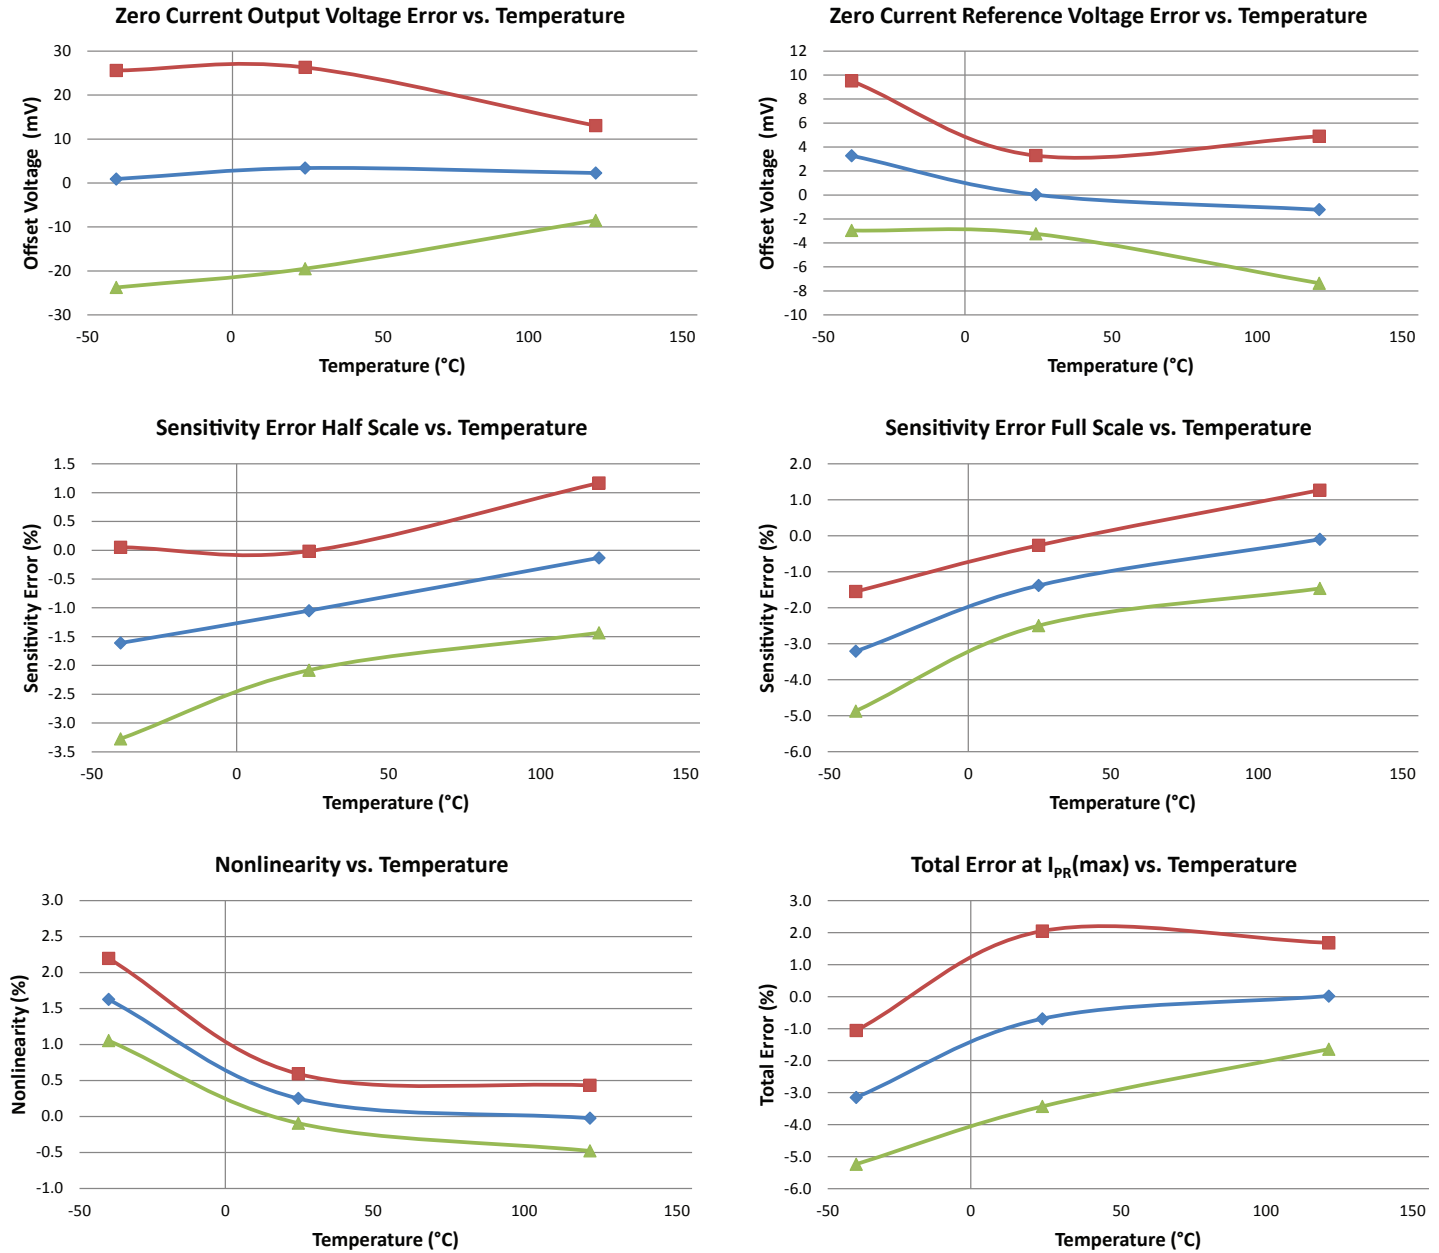 Zero Current Output Voltage Error vs. Temperature
Offset Voltage (mV)
30
20
10
0
-10
-20
-30
-50 0 50 100 150
Temperature (°C)
Zero Current Reference Voltage Error vs. Temperature
Offset Voltage (mV)
12
10
8
6
4
2
0
-2
-4
-6
-8
-10
-50 0 50 100 150
Temperature (°C)
Sensitivity Error Half Scale vs. Temperature
Sensitivity Error (%)
1.5
1.0
0.5
0.0
-0.5
-1.0
-1.5
-2.0
-2.5
-3.0
-3.5
-50 0 50 100 150
Temperature (°C)
Sensitivity Error Full Scale vs. Temperature
Sensitivity Error (%)
2.0
1.0
0.0
-1.0
-2.0
-3.0
-4.0
-5.0
-6.0
-50 0 50 100 150
Temperature (°C)
Nonlinearity vs. Temperature
Nonlinearity (%)
3.0
2.5
2.0
1.5
1.0
0.5
0.0
-0.5
-1.0
-50 0 50 100 150
Temperature (°C)
Total Error at IPR(max) vs. Temperature
Total Error (%)
3.0
2.0
1.0
0.0
-1.0
-2.0
-3.0
-4.0
-5.0
-6.0
-50 0 50 100 150
Temperature (°C)